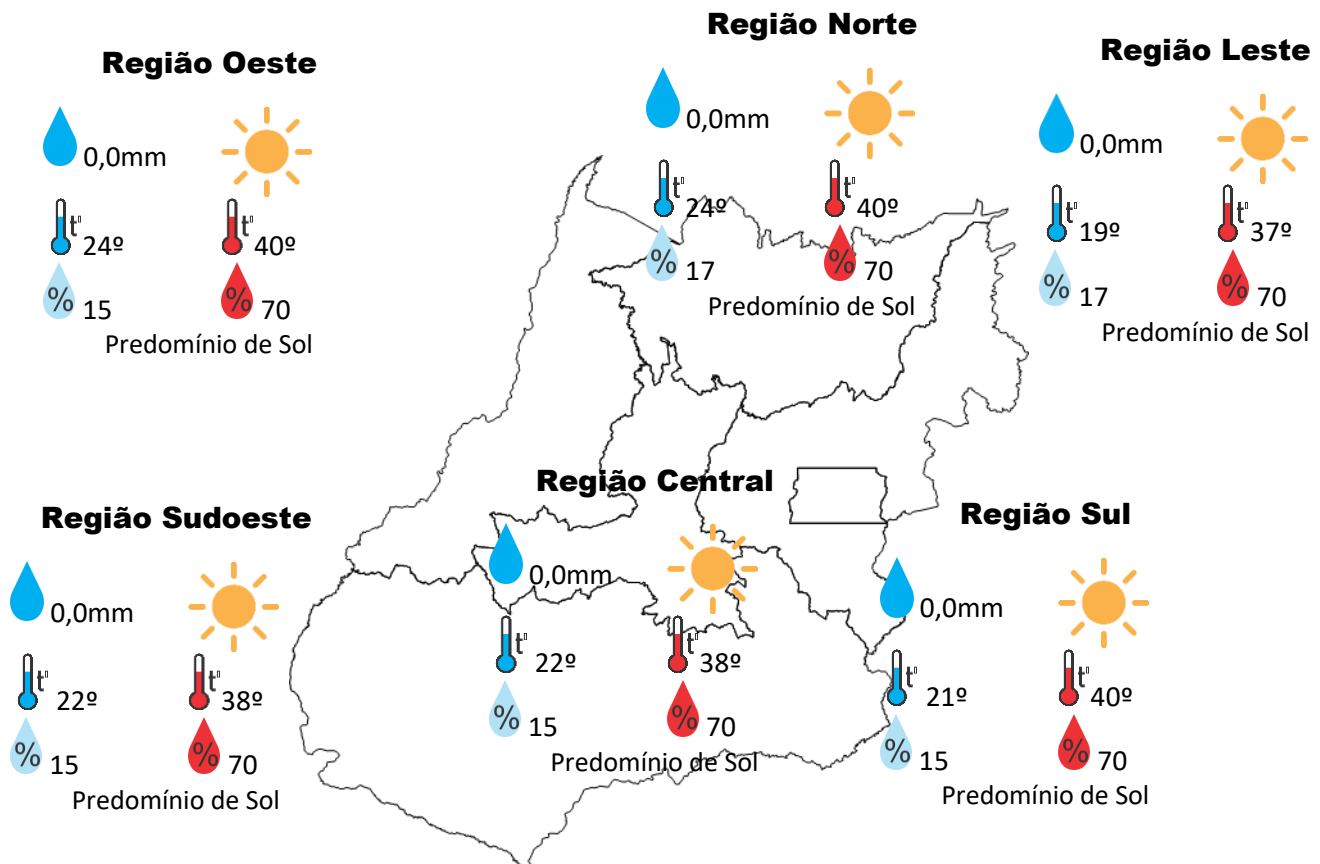 Região Oeste
0,0mm
t°
24º
40º
% 15
% 70
Predomínio de Sol
Região Norte
0,0mm
t°
24º
t°
40º
% 17
% 70
Predomínio de Sol
Região Leste
0,0mm
t°
19º
t°
37º
% 17
% 70
Predomínio de Sol
Região Sudoeste
0,0mm
t°
22º
t°
38º
% 15
% 70
Predomínio de Sol
Região Central
0,0mm
t°
22º
t°
38º
% 15
% 70
Predomínio de Sol
Região Sul
0,0mm
t°
21º
t°
40º
% 15
% 70
Predomínio de Sol